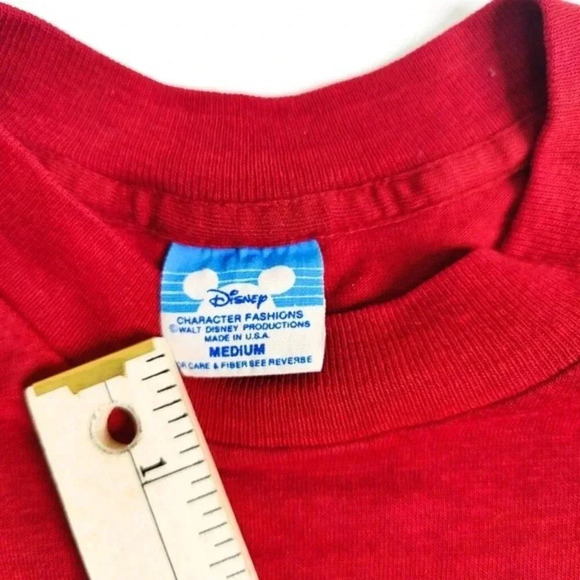 Disney
CHARACTER FASHIONS
©WALT DISNEY PRODUCTIONS
MADE IN U.S.A.
MEDIUM
CARE & FIBER SEE REVERSE
1